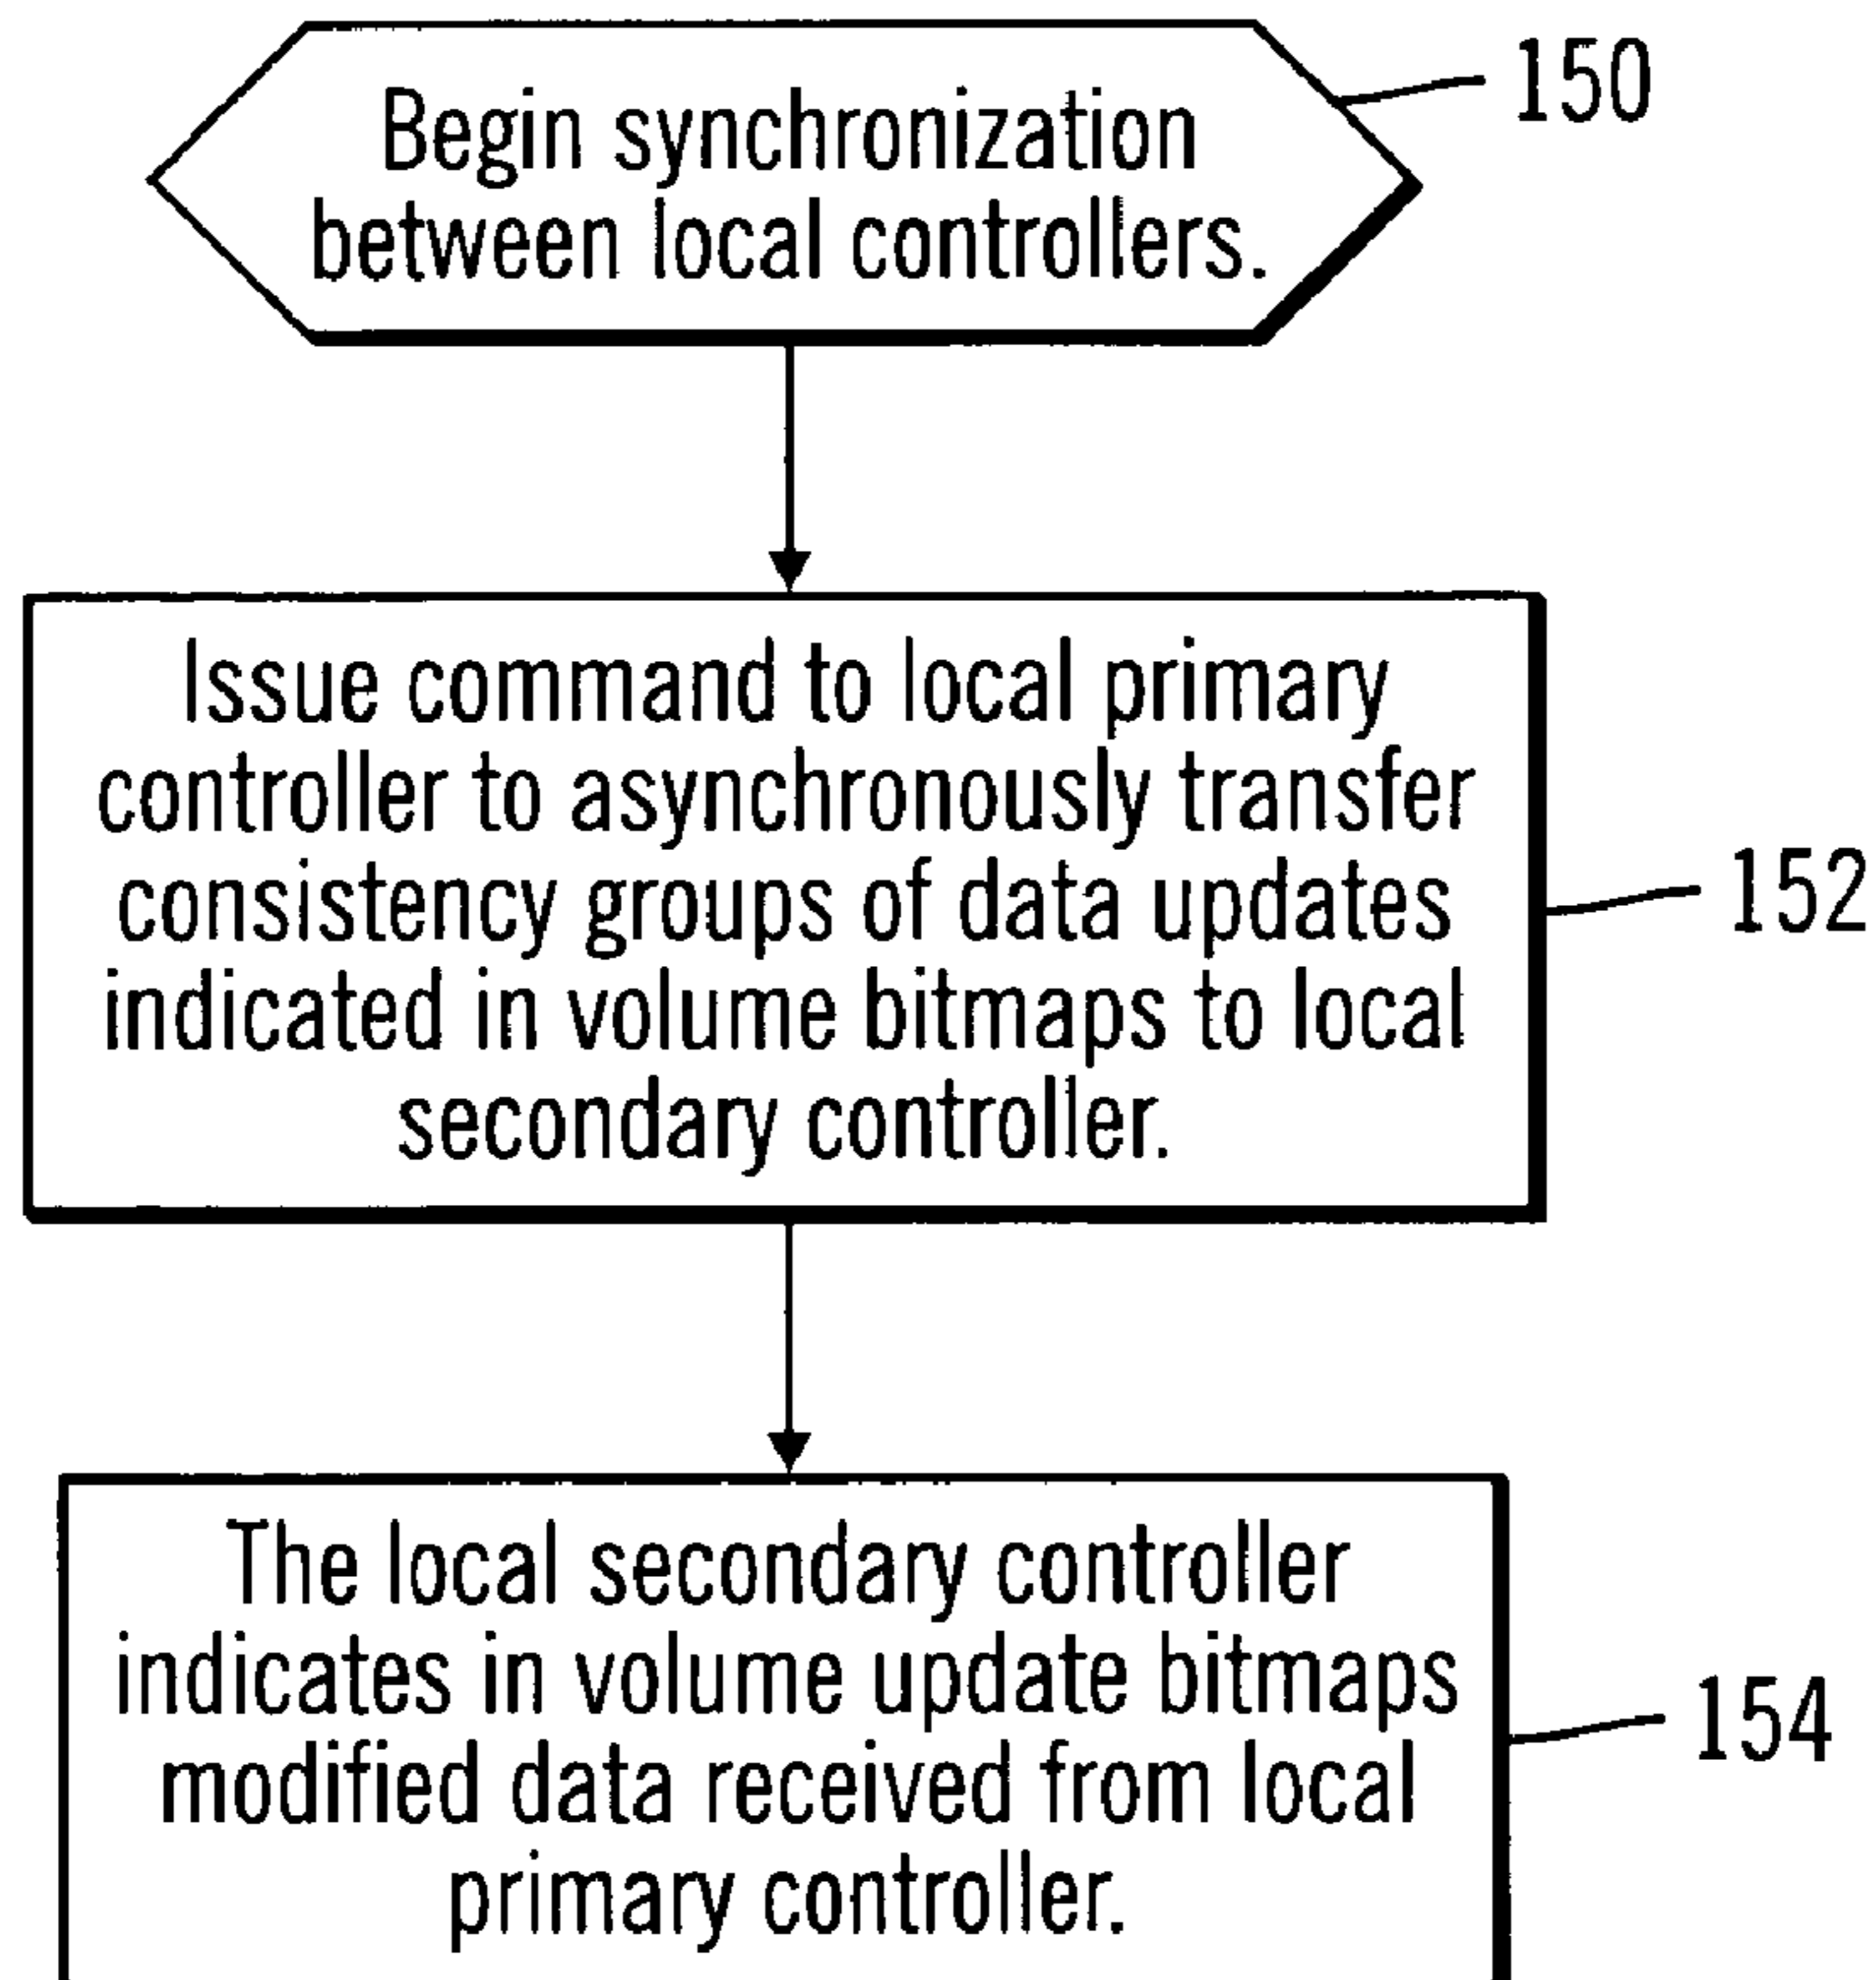 Begin synchronization
between local controllers.
150
Issue command to local primary
controller to asynchronously transfer
consistency groups of data updates
indicated in volume bitmaps to local
secondary controller.
152
The local secondary controller
indicates in volume update bitmaps
modified data received from local
primary controller.
154